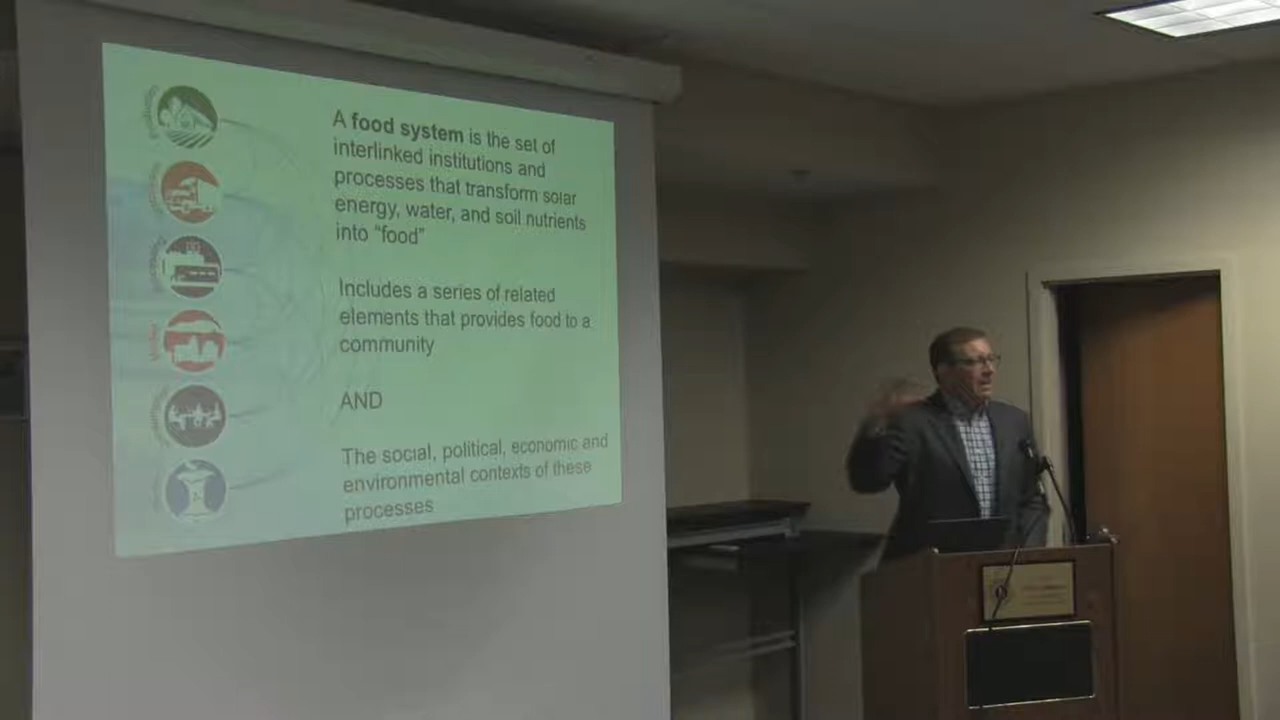 A food system is the set of
interlinked institutions and
processes that transform solar
energy, water, and soil nutrients
into "food"
Includes a series of related
elements that provides food to a
community
AND
The social, political, economic and
environmental contexts of these
processes